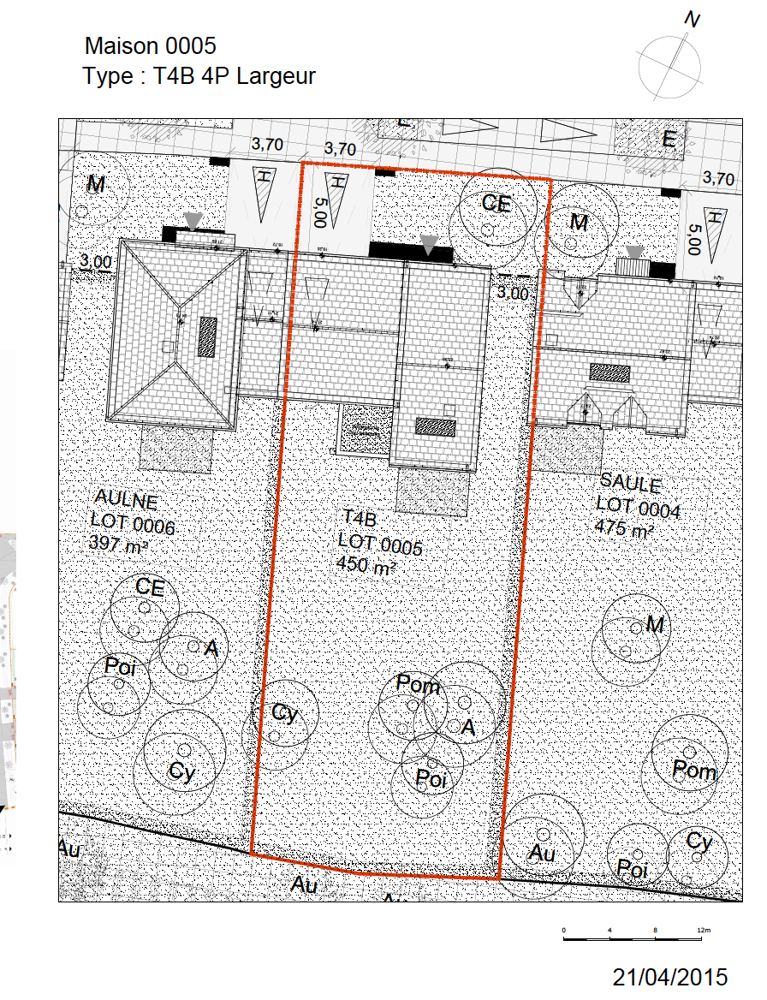 N
Maison 0005
Type : T4B 4P Largeur
E
3,70
3,70
3,70
M
H
H
5,00
CE
M
5,00
H
3,00
3,00
AULNE
LOT 0006
397 m²
T4B
LOT 0005
450 m²
SAULE
LOT 0004
475 m²
CE
A
Poi
Cy
Cy
Pom
A
Poi
M
Pom
Au
Au
Au
Poi
Cy
0 4 8 12m
21/04/2015